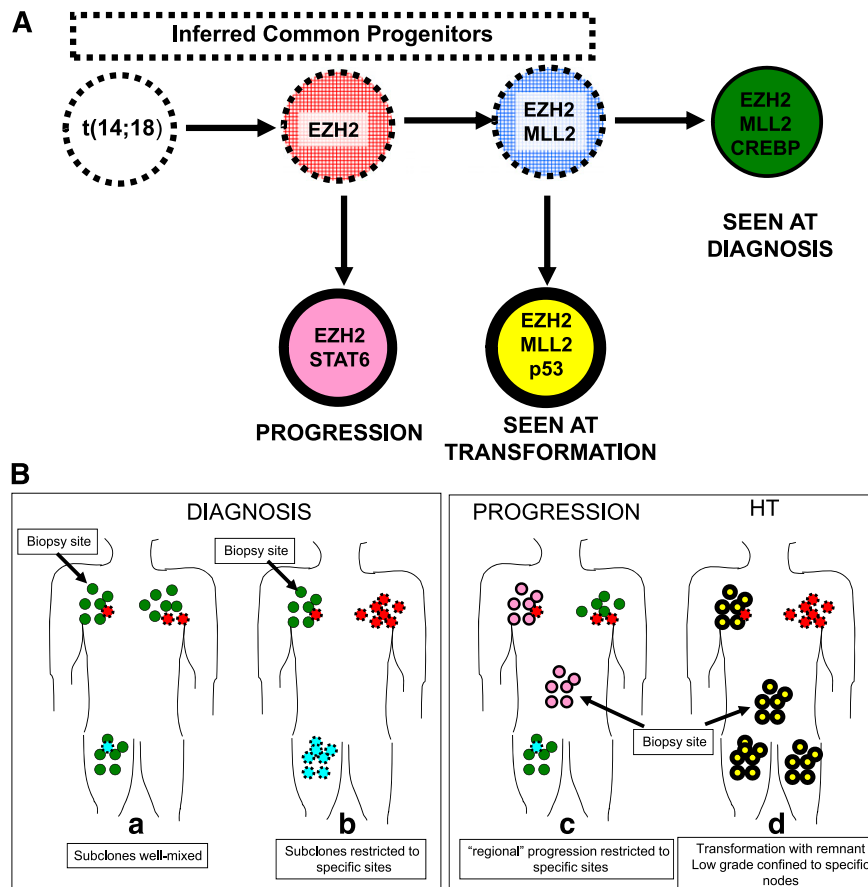 A
Inferred Common Progenitors
t(14;18)
EZH2
EZH2
MLL2
EZH2
MLL2
CREBP
SEEN AT
DIAGNOSIS
EZH2
STAT6
EZH2
MLL2
p53
PROGRESSION
SEEN AT
TRANSFORMATION
B
DIAGNOSIS
Biopsy site
Biopsy site
a
b
Subclones well-mixed
Subclones restricted to
specific sites
PROGRESSION
HT
Biopsy site
c
d
“regional” progression restricted to
specific sites
Transformation with remnant
Low grade confined to specific
nodes